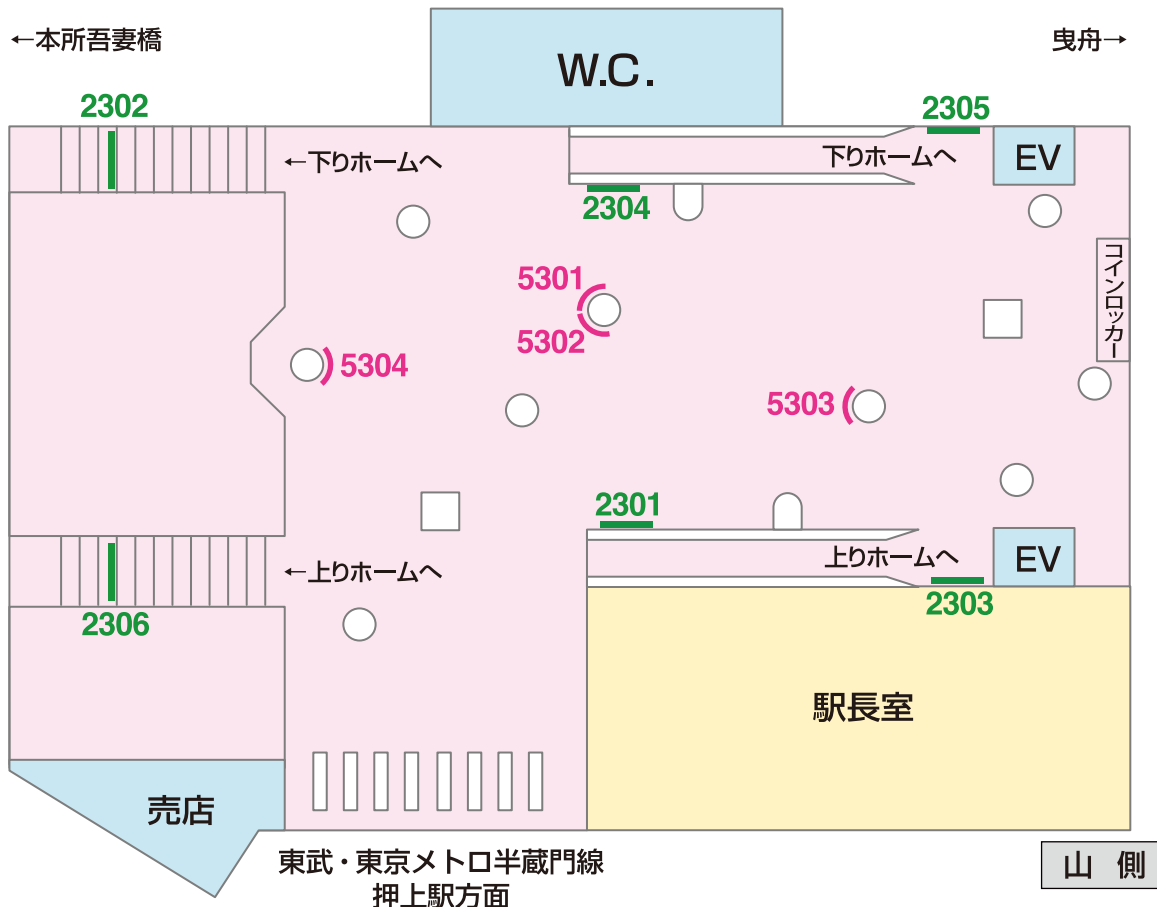 ←本所吾妻橋
曳舟→
W.C.
2302
2305
←下りホームへ
下りホームへ
EV
2304
コインロッカー
5301
5302
5304
5303
2301
←上りホームへ
上りホームへ
EV
2303
2306
駅長室
売店
東武・東京メトロ半蔵門線
押上駅方面
山 側